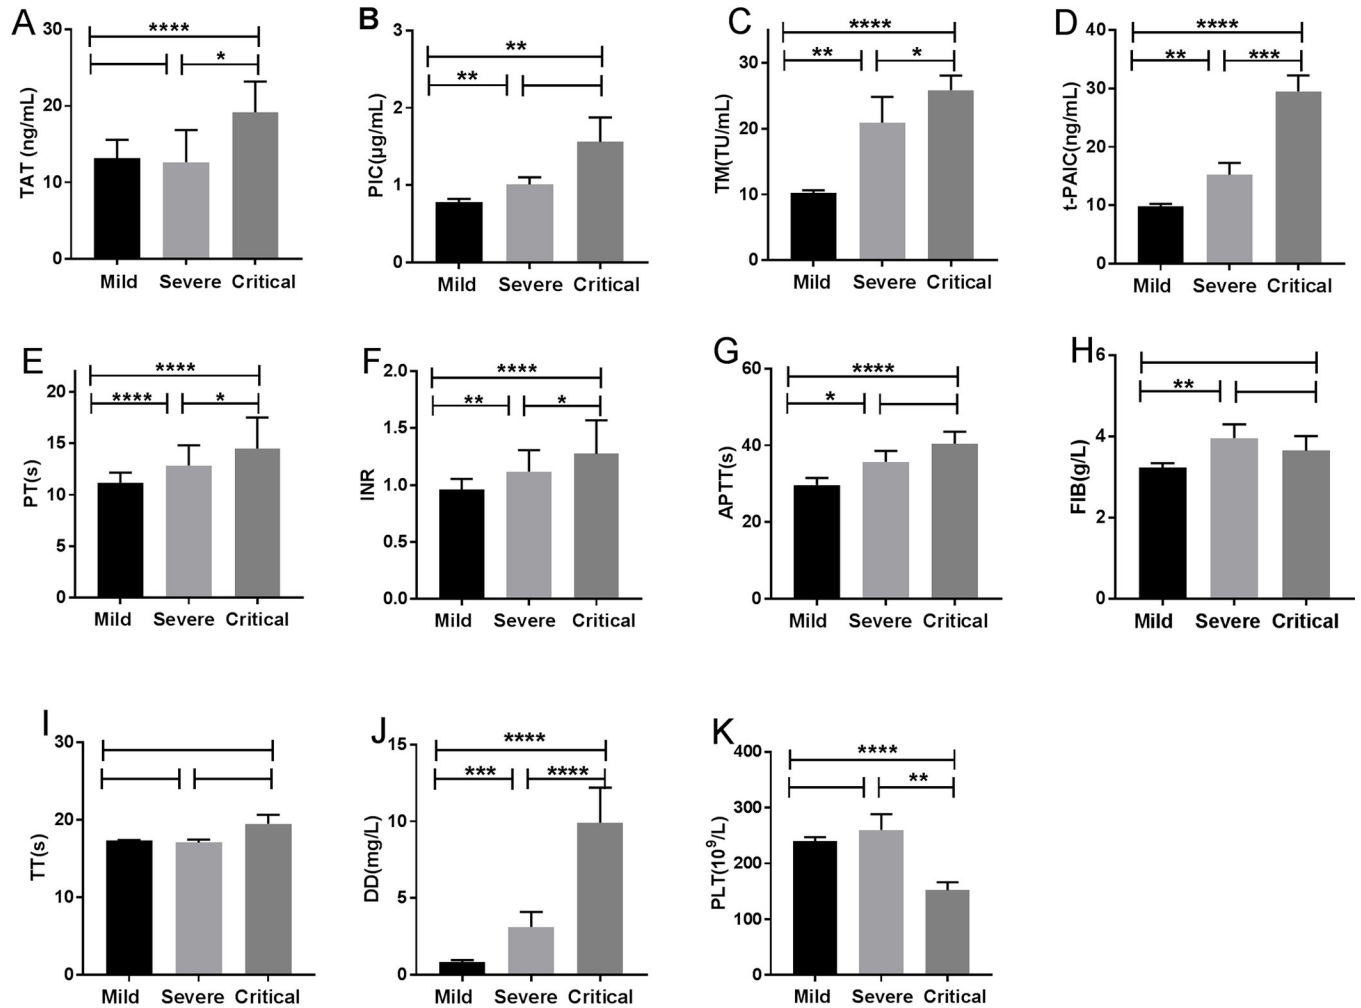 A
TAT (ng/mL)
30
20
10
0
****
*
Mild Severe Critical
B
PIC(µg/mL)
3
2
1
0
**
**
Mild Severe Critical
C
TM(TU/mL)
30
20
10
0
****
** *
Mild Severe Critical
D
t-PAIC(ng/mL)
40
30
20
10
0
****
** ***
Mild Severe Critical
E
PT(s)
20
15
10
5
0
****
**** *
Mild Severe Critical
F
INR
2.0
1.5
1.0
0.5
0.0
****
** *
Mild Severe Critical
G
APTT(s)
60
40
20
0
****
*
Mild Severe Critical
H
FIB(g/L)
6
4
2
0
**
Mild Severe Critical
I
TT(s)
30
20
10
0
Mild Severe Critical
J
DD(mg/L)
15
10
5
0
****
*** ****
Mild Severe Critical
K
PLT(10⁹/L)
400
300
200
100
0
****
**
Mild Severe Critical